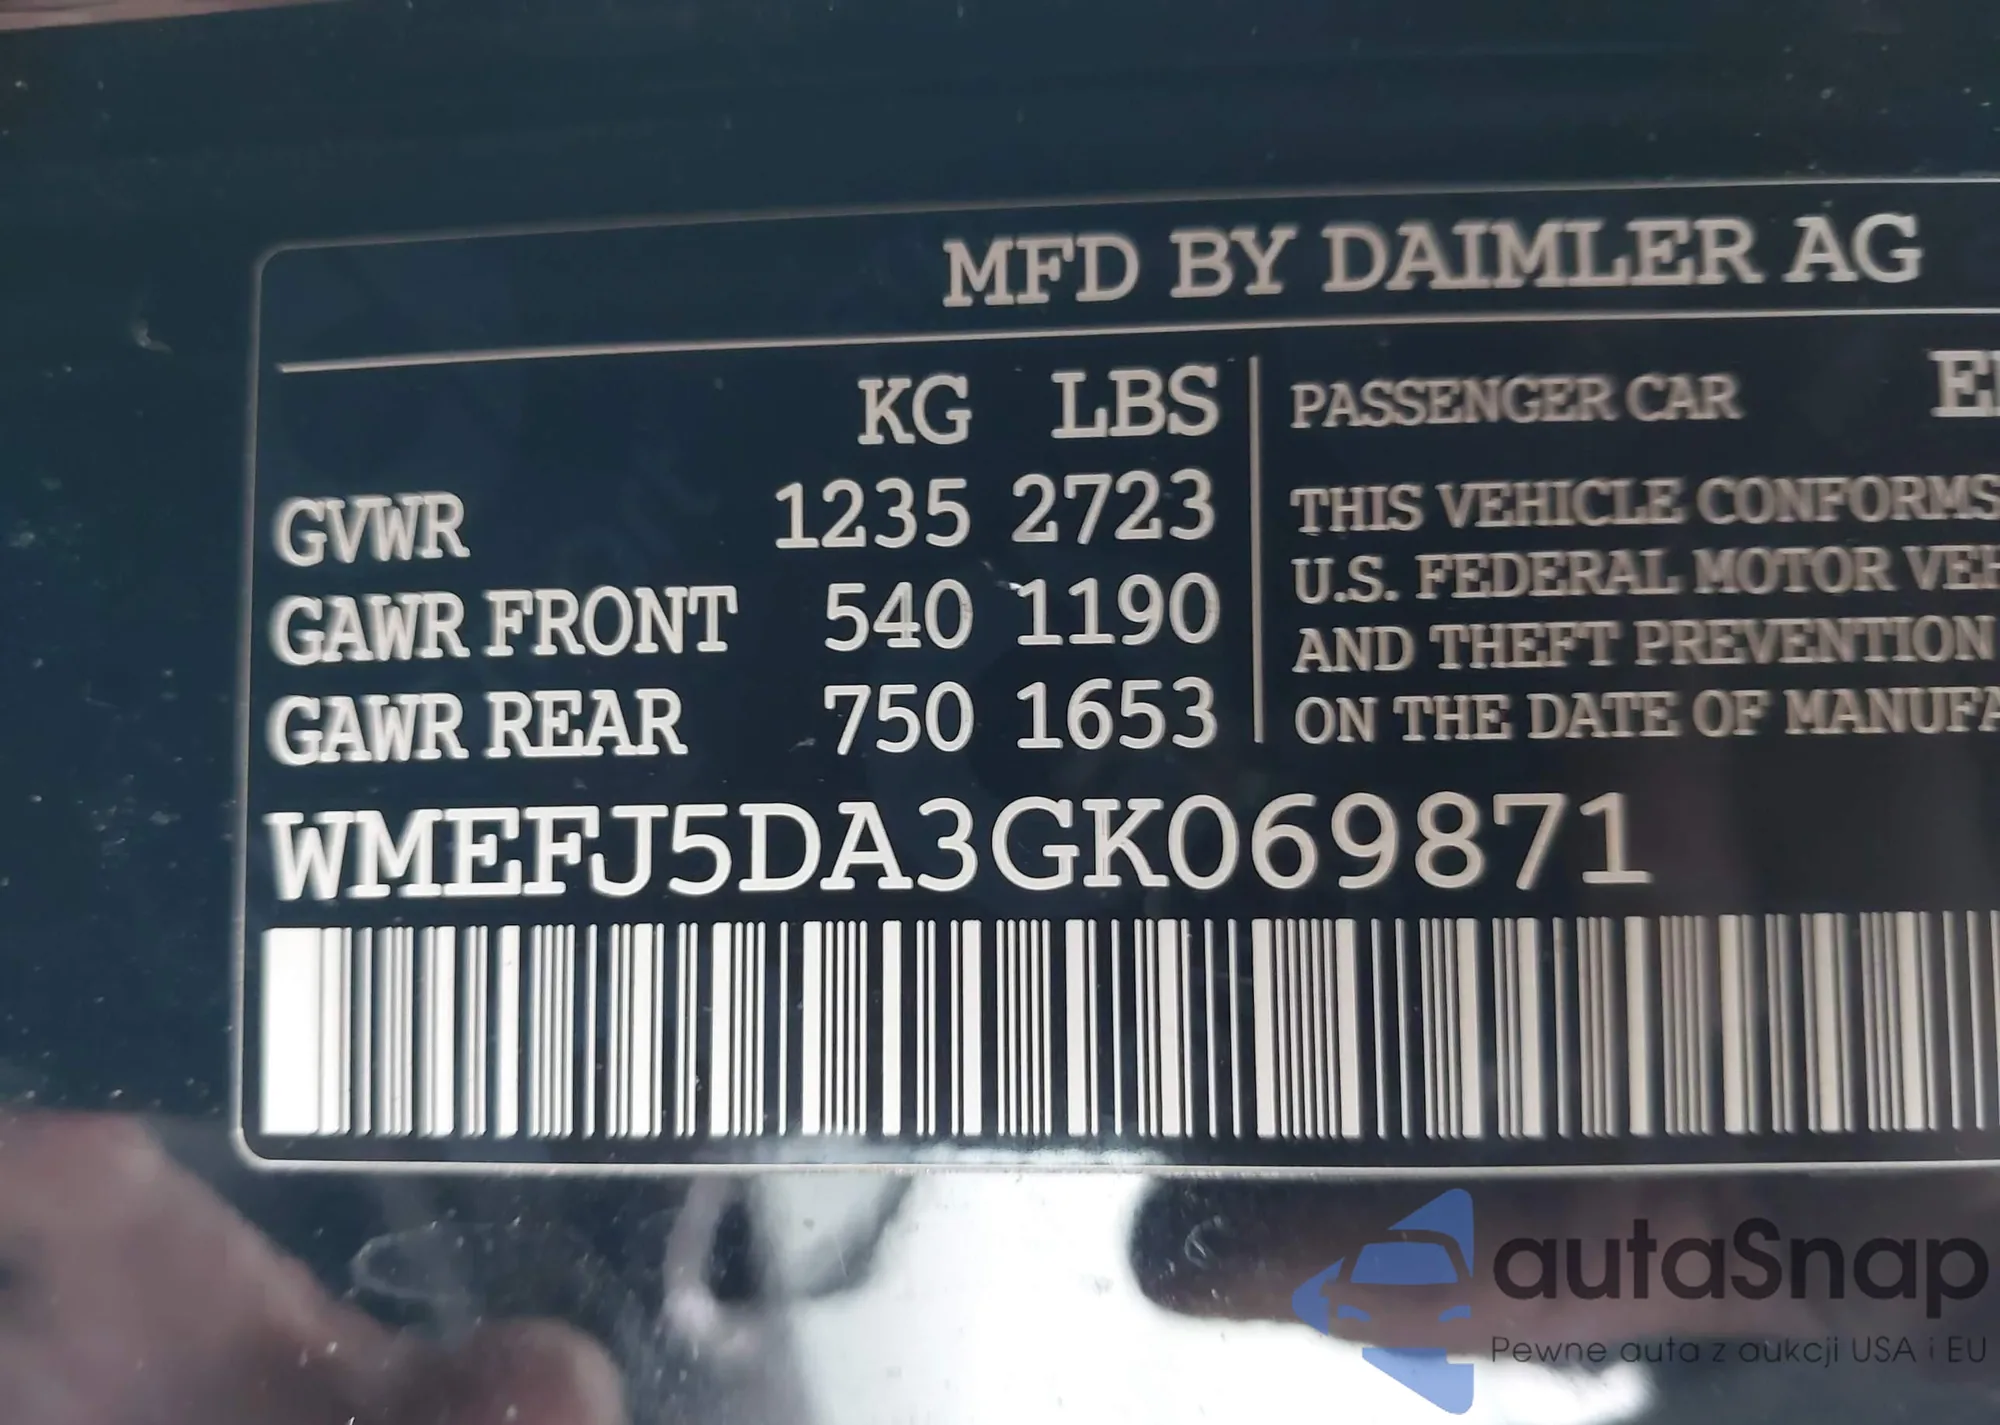 MFD BY DAIMLER AG
KG LBS
GVWR 1235 2723
GAWR FRONT 540 1190
GAWR REAR 750 1653
PASSENGER CAR
THIS VEHICLE CONFORMS
U.S. FEDERAL MOTOR VEH
AND THEFT PREVENTION
ON THE DATE OF MANUFA
WMEFJ5DA3GK069871
autaSnap
Pewne auta z aukcji USA i EU